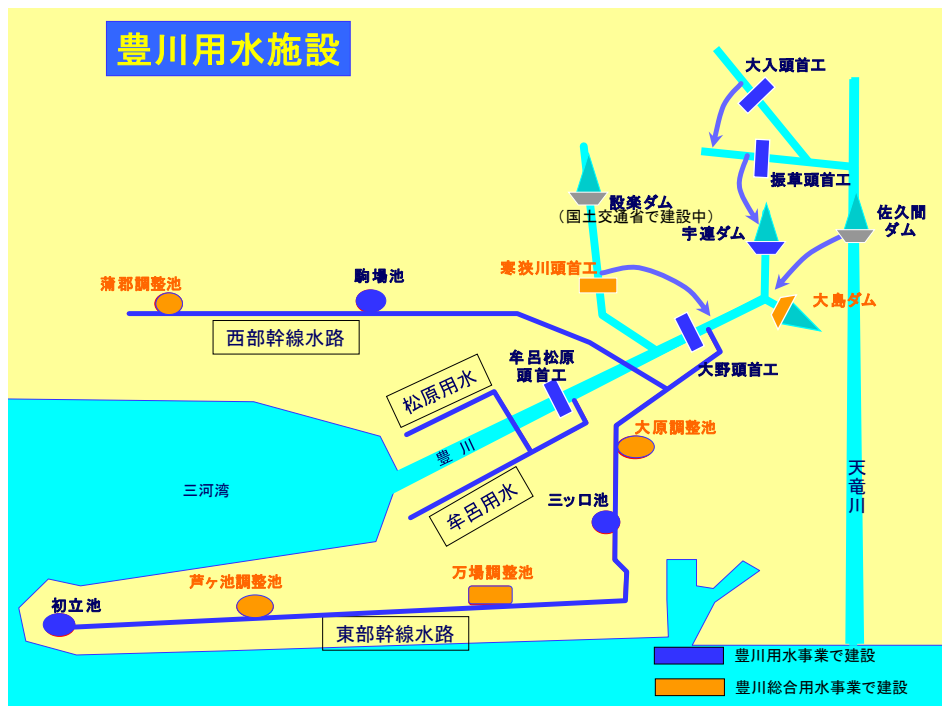 豊川用水施設
大入頭首工
振草頭首工
設楽ダム
（国土交通省で建設中）
宇連ダム
佐久間
ダム
寒狭川頭首工
大島ダム
蒲郡調整池
駒場池
西部幹線水路
牟呂松原
頭首工
大野頭首工
松原用水
豊川
大原調整池
牟呂用水
三河湾
天竜川
三ッ口池
万場調整池
芦ヶ池調整池
初立池
東部幹線水路
豊川用水事業で建設
豊川総合用水事業で建設